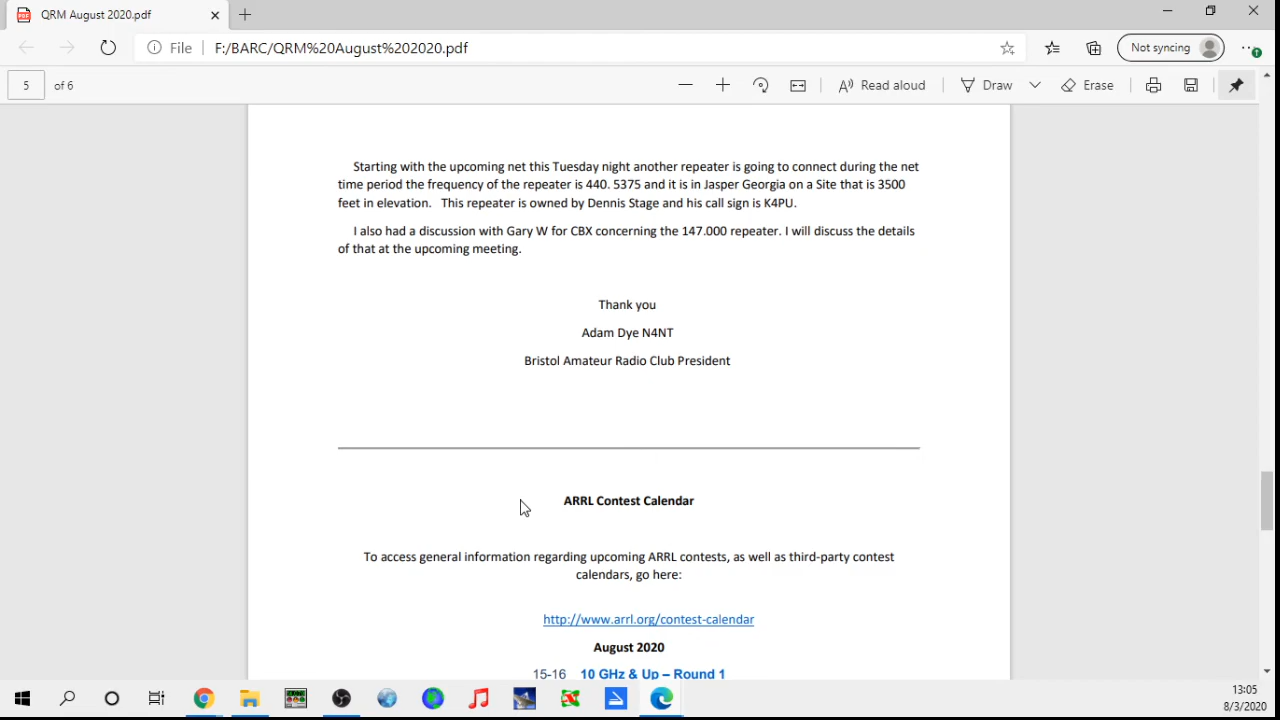 QRM August 2020.pdf
File F:/BARC/QRM%20August%202020.pdf
Not syncing
5 of 6
Read aloud
Draw
Erase
Starting with the upcoming net this Tuesday night another repeater is going to connect during the net
time period the frequency of the repeater is 440. 5375 and it is in Jasper Georgia on a Site that is 3500
feet in elevation. This repeater is owned by Dennis Stage and his call sign is K4PU.
I also had a discussion with Gary W for CBX concerning the 147.000 repeater. I will discuss the details
of that at the upcoming meeting.
Thank you
Adam Dye N4NT
Bristol Amateur Radio Club President
ARRL Contest Calendar
To access general information regarding upcoming ARRL contests, as well as third-party contest
calendars, go here:
http://www.arrl.org/contest-calendar
August 2020
15-16 10 GHz & Up – Round 1
13:05
8/3/2020